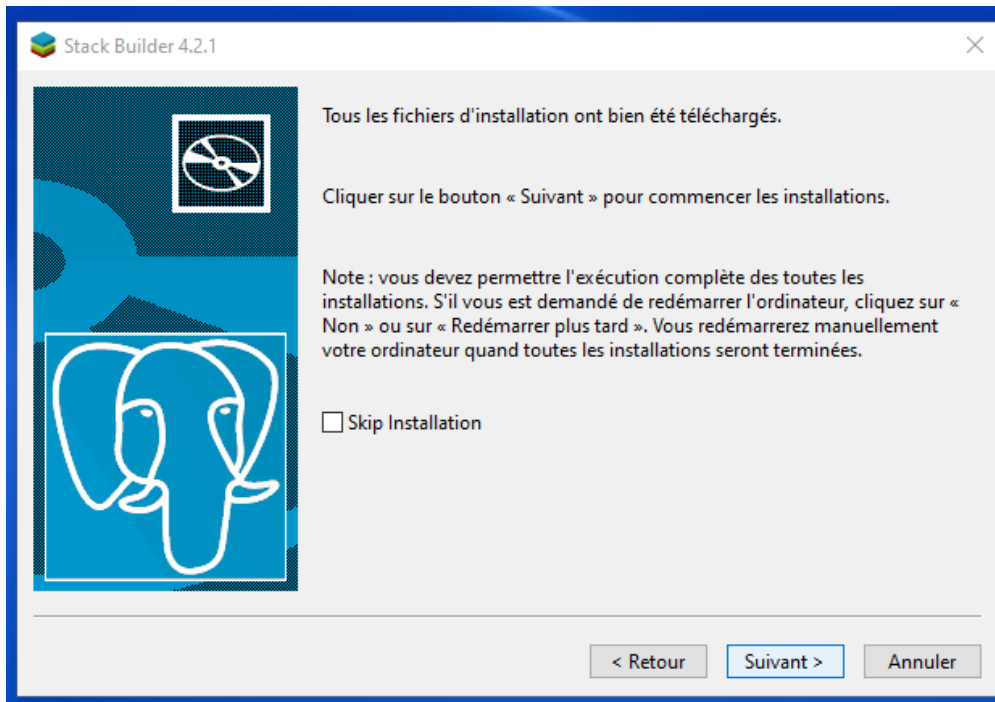 Stack Builder 4.2.1
Tous les fichiers d'installation ont bien été téléchargés.
Cliquer sur le bouton « Suivant » pour commencer les installations.
Note : vous devez permettre l'exécution complète des toutes les
installations. S'il vous est demandé de redémarrer l'ordinateur, cliquez sur «
Non » ou sur « Redémarrer plus tard ». Vous redémarrerez manuellement
votre ordinateur quand toutes les installations seront terminées.
Skip Installation
< Retour
Suivant >
Annuler